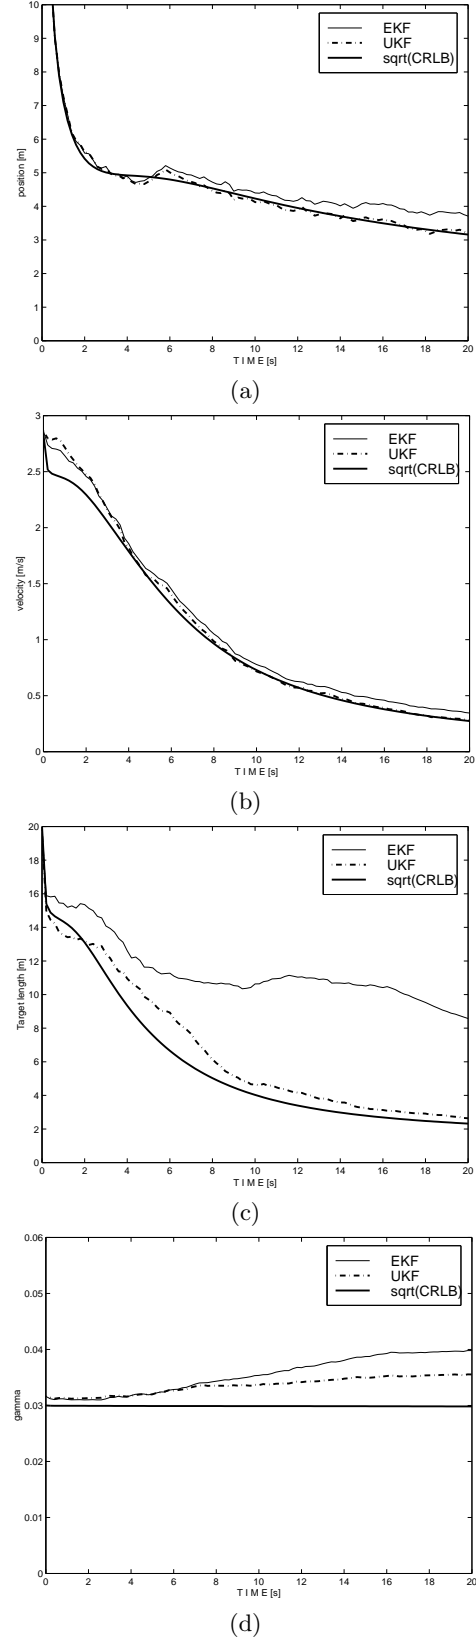 10
9
8
7
6
5
4
3
2
1
0
position [m]
EKF
UKF
sqrt(CRLB)
0 2 4 6 8 10 12 14 16 18 20
T I M E [s]
(a)
3
2.5
2
1.5
1
0.5
0
velocity [m/s]
EKF
UKF
sqrt(CRLB)
0 2 4 6 8 10 12 14 16 18 20
T I M E [s]
(b)
20
18
16
14
12
10
8
6
4
2
0
Target length [m]
EKF
UKF
sqrt(CRLB)
0 2 4 6 8 10 12 14 16 18 20
T I M E [s]
(c)
0.06
0.05
0.04
0.03
0.02
0.01
0
gamma
EKF
UKF
sqrt(CRLB)
0 2 4 6 8 10 12 14 16 18 20
T I M E [s]
(d)